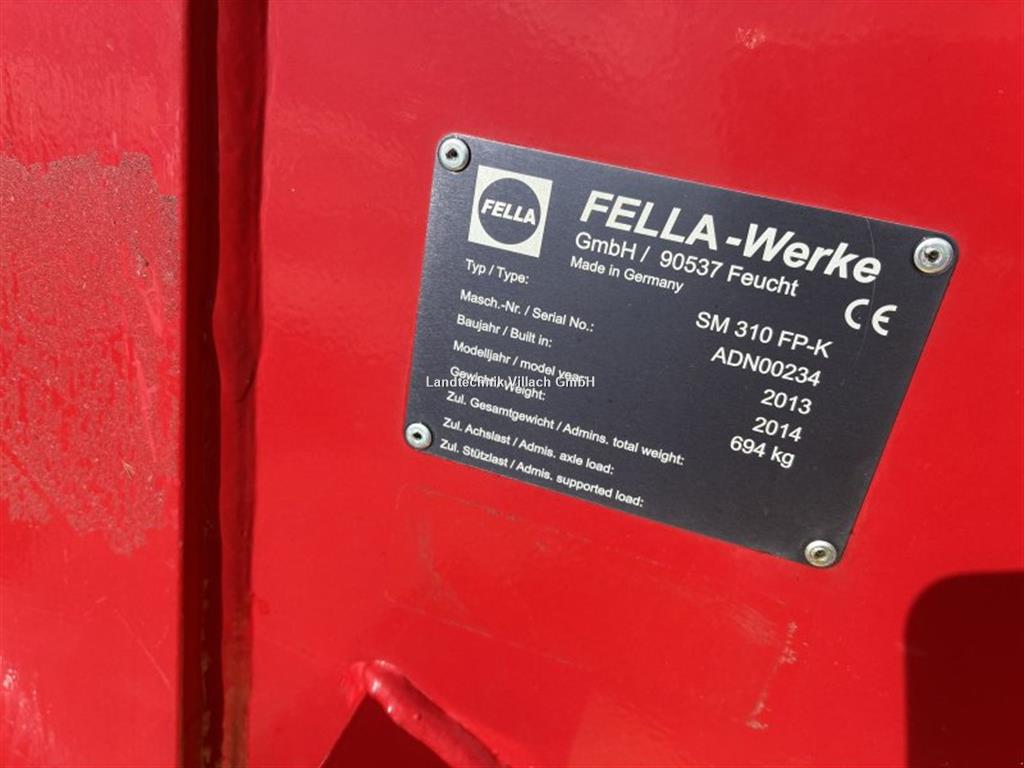 FELLA
FELLA-Werke
GmbH / 90537 Feucht
Made in Germany
CE
Typ / Type: SM 310 FP-K
Masch.-Nr. / Serial No.: ADN00234
Baujahr / Built in: 2013
Modelljahr / model year: 2014
Gewicht / Weight: 694 kg
Zul. Gesamtgewicht / Admins. total weight:
Zul. Achslast / Admis. axle load:
Zul. Stützlast / Admis. supported load:
Landtechnik Villach GmbH